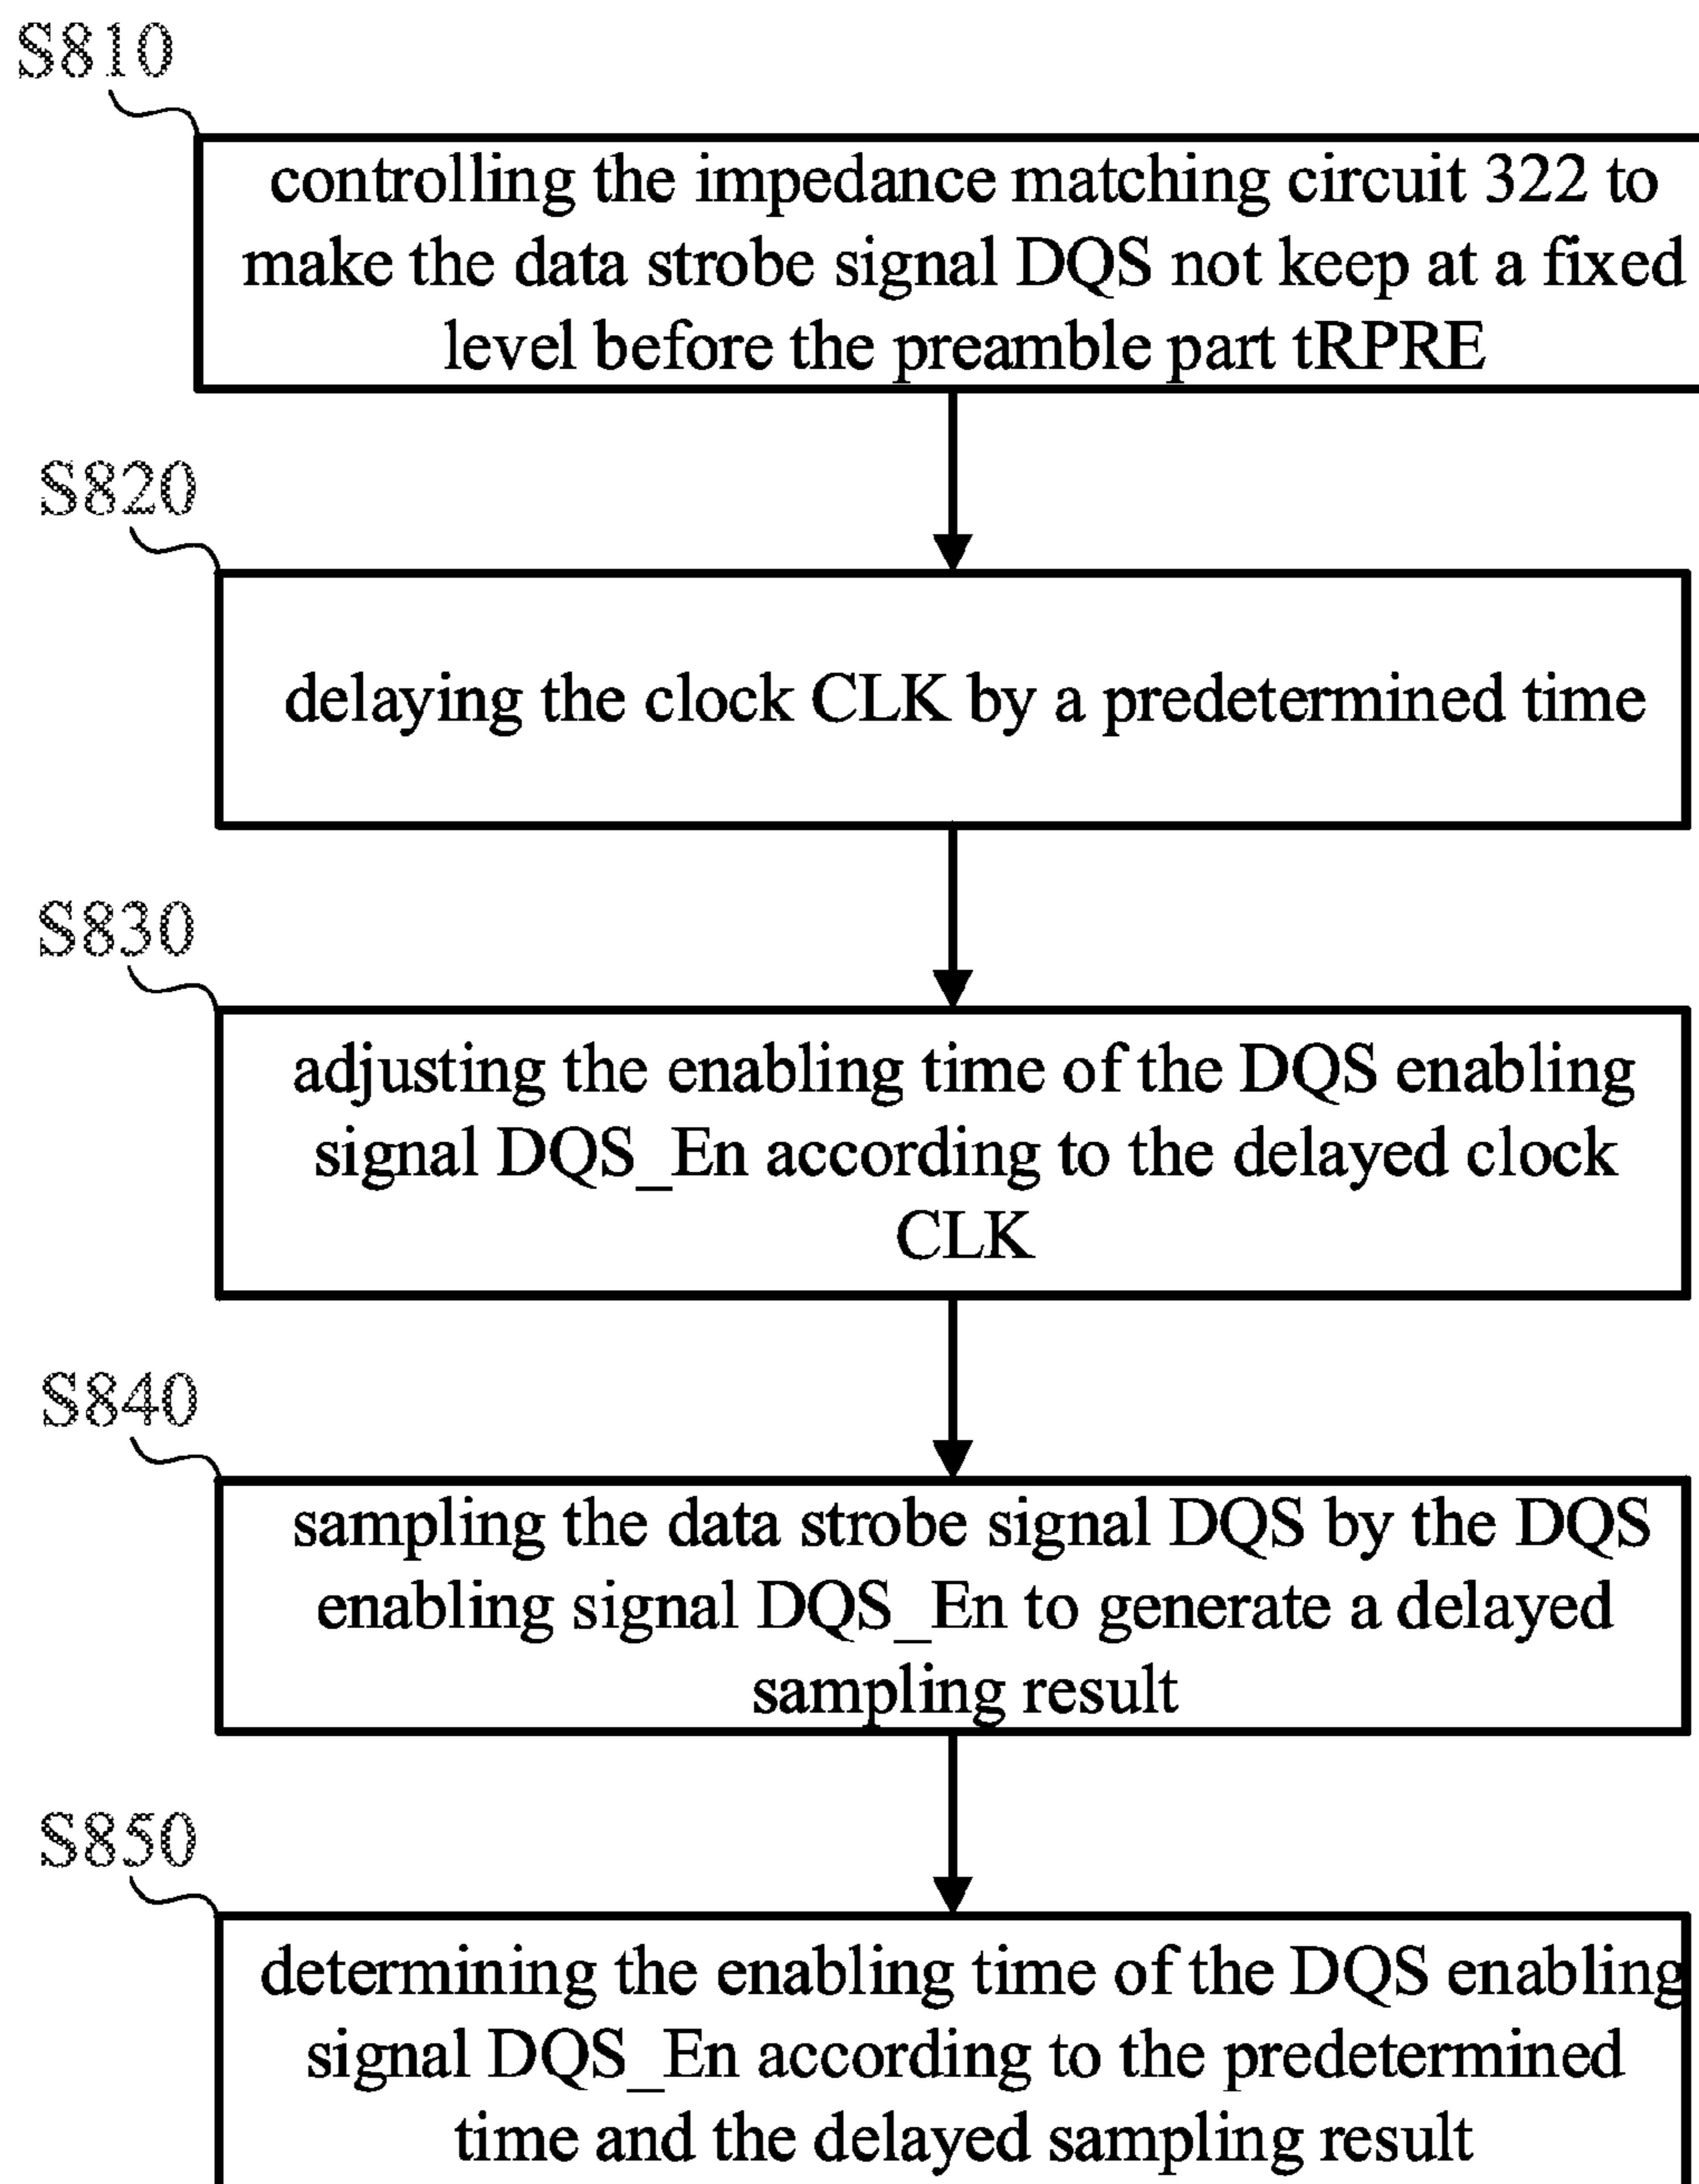 S810
controlling the impedance matching circuit 322 to
make the data strobe signal DQS not keep at a fixed
level before the preamble part tRPRE
S820
delaying the clock CLK by a predetermined time
S830
adjusting the enabling time of the DQS enabling
signal DQS_En according to the delayed clock
CLK
S840
sampling the data strobe signal DQS by the DQS
enabling signal DQS_En to generate a delayed
sampling result
S850
determining the enabling time of the DQS enabling
signal DQS_En according to the predetermined
time and the delayed sampling result